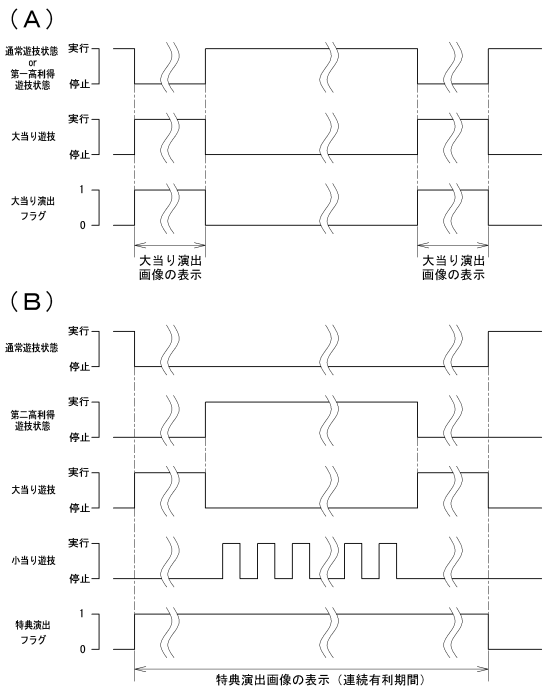 (A)
通常遊技状態
or
第一高利得
遊技状態
実行
停止
大当り遊技
実行
停止
大当り演出
フラグ
1
0
大当り演出
画像の表示
大当り演出
画像の表示
(B)
通常遊技状態
実行
停止
第二高利得
遊技状態
実行
停止
大当り遊技
実行
停止
小当り遊技
実行
停止
特典演出
フラグ
1
0
特典演出画像の表示（連続有利期間）